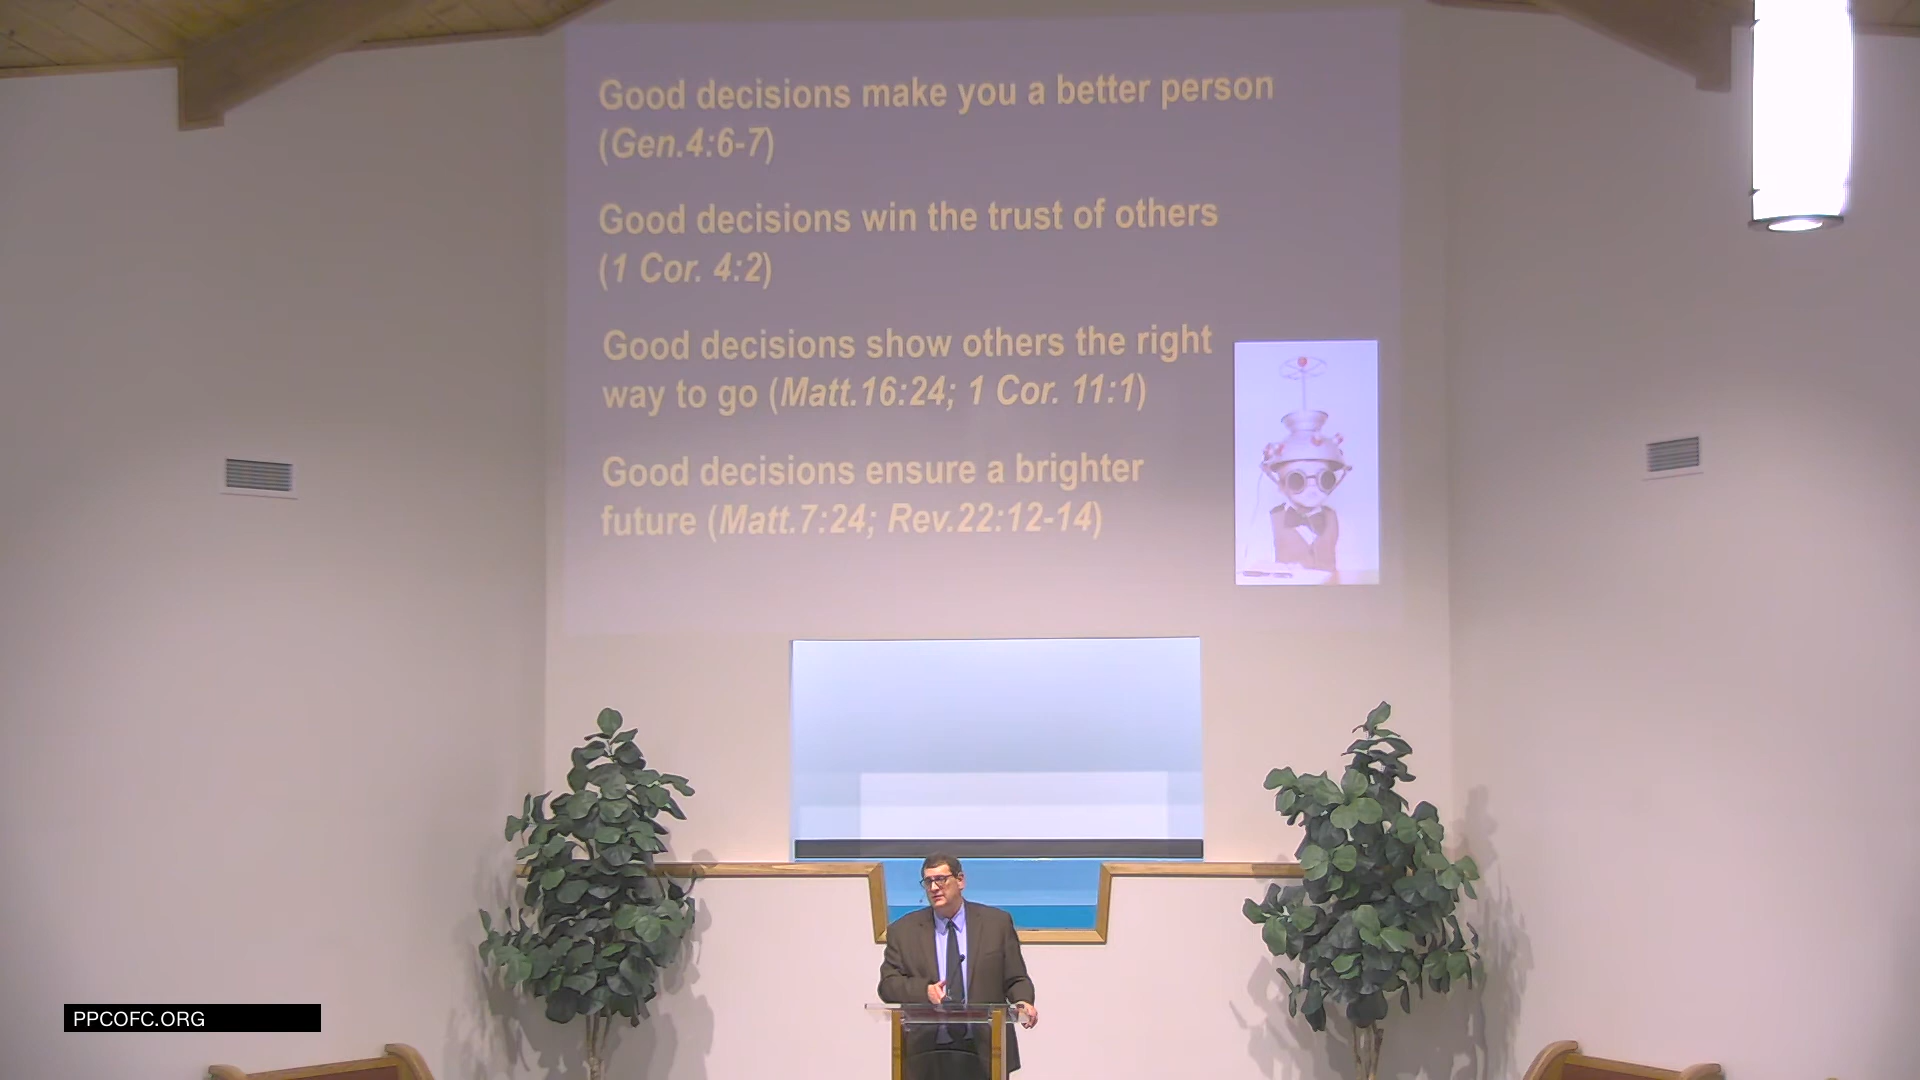 Good decisions make you a better person
(Gen.4:6-7)
Good decisions win the trust of others
(1 Cor. 4:2)
Good decisions show others the right
way to go (Matt.16:24; 1 Cor. 11:1)
Good decisions ensure a brighter
future (Matt.7:24; Rev.22:12-14)
PPCOFC.ORG